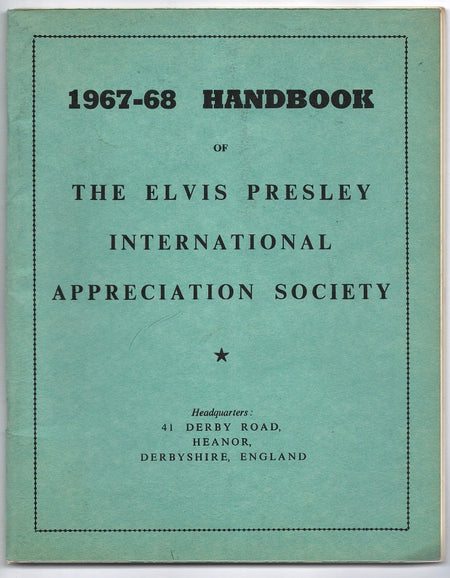 1967-68 HANDBOOK
OF
THE ELVIS PRESLEY
INTERNATIONAL
APPRECIATION SOCIETY
★
Headquarters:
41 DERBY ROAD,
HEANOR,
DERBYSHIRE, ENGLAND